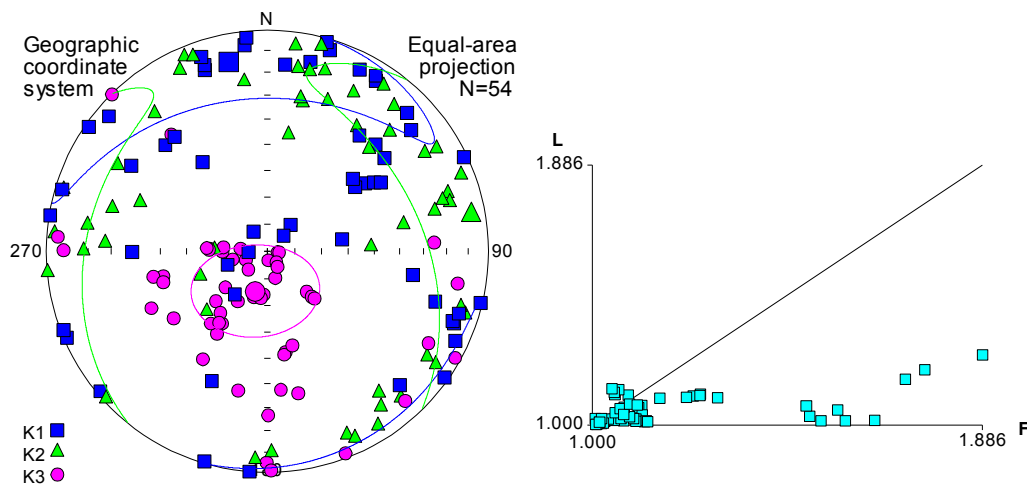 N
Geographic
coordinate
system
Equal-area
projection
N=54
270
90
K1
K2
K3
L
1.886
1.000
1.000
1.886
F